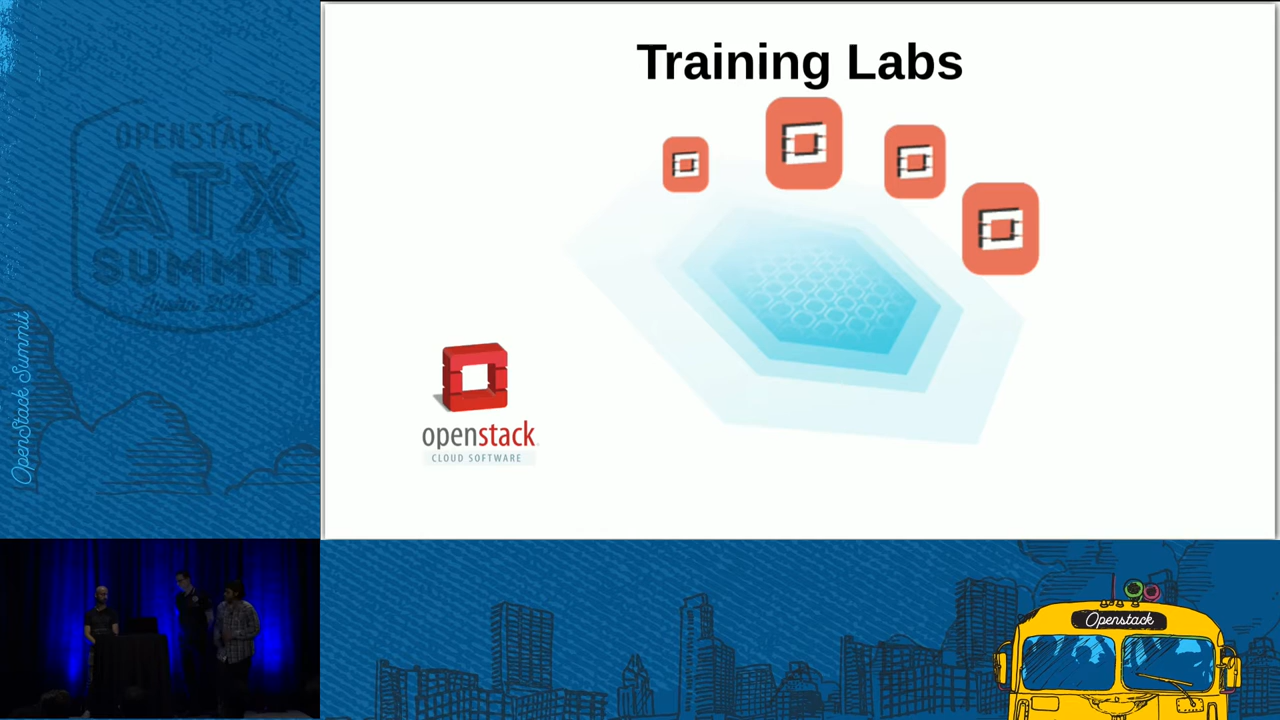 Training Labs
OPENSTACK
ATX
SUMMIT
OpenStack Summit
openstack
CLOUD SOFTWARE
Openstack